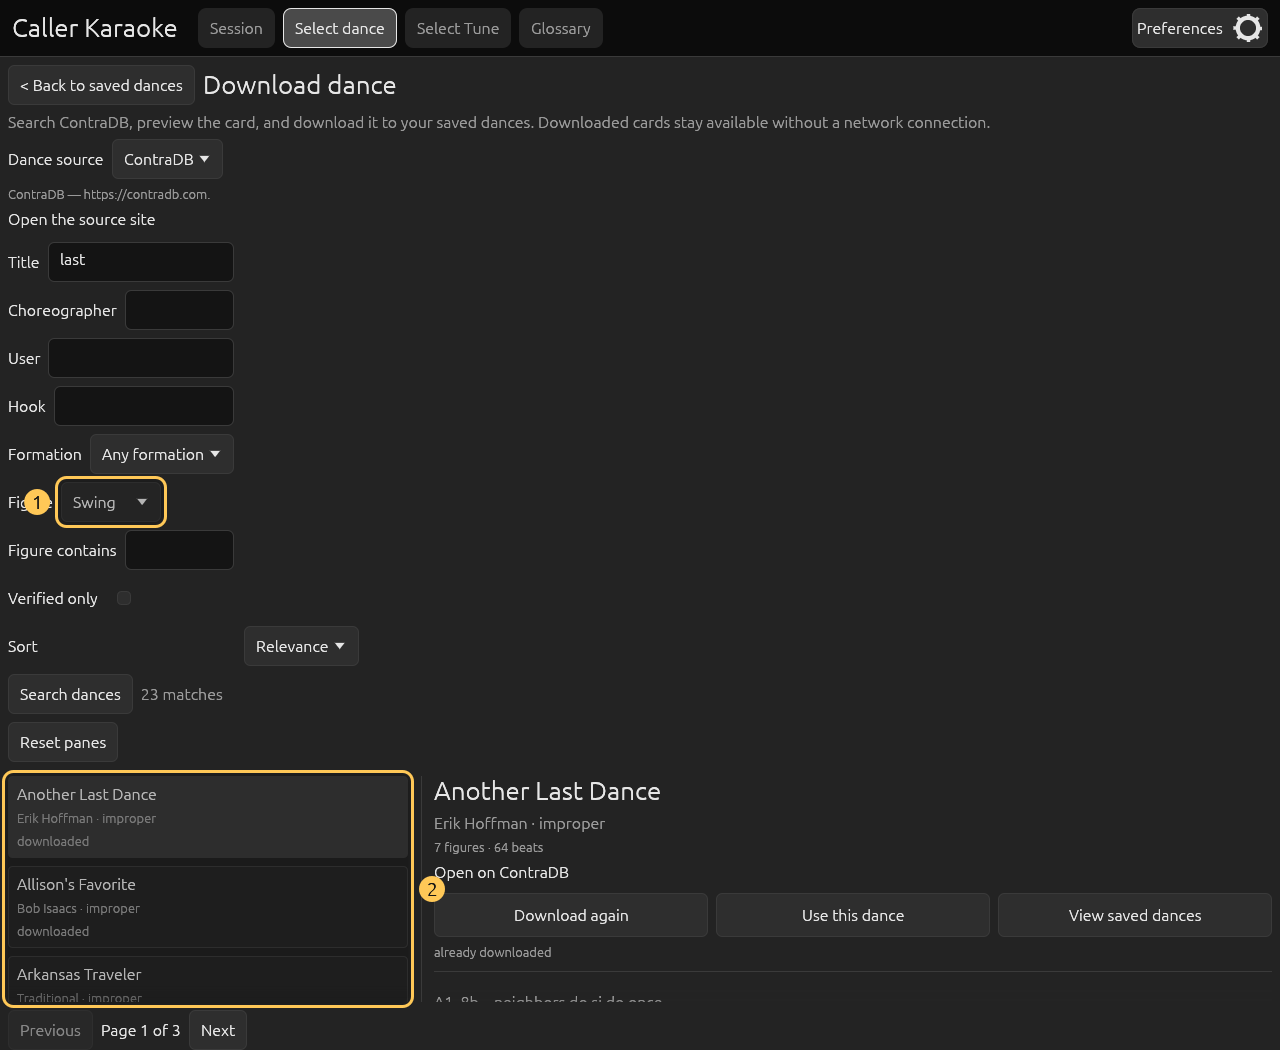 Caller Karaoke Session Select dance Select Tune Glossary Preferences
< Back to saved dances Download dance
Search ContraDB, preview the card, and download it to your saved dances. Downloaded cards stay available without a network connection.
Dance source ContraDB
ContraDB — https://contradb.com.
Open the source site
Title last
Choreographer
User
Hook
Formation Any formation
1 Swing
Figure contains
Verified only
Sort Relevance
Search dances 23 matches
Reset panes
Another Last Dance
Erik Hoffman · improper
downloaded
Allison's Favorite
Bob Isaacs · improper
downloaded
Arkansas Traveler
Traditional · improper
Another Last Dance
Erik Hoffman · improper
7 figures · 64 beats
Open on ContraDB
2
Download again Use this dance View saved dances
already downloaded
Previous Page 1 of 3 Next